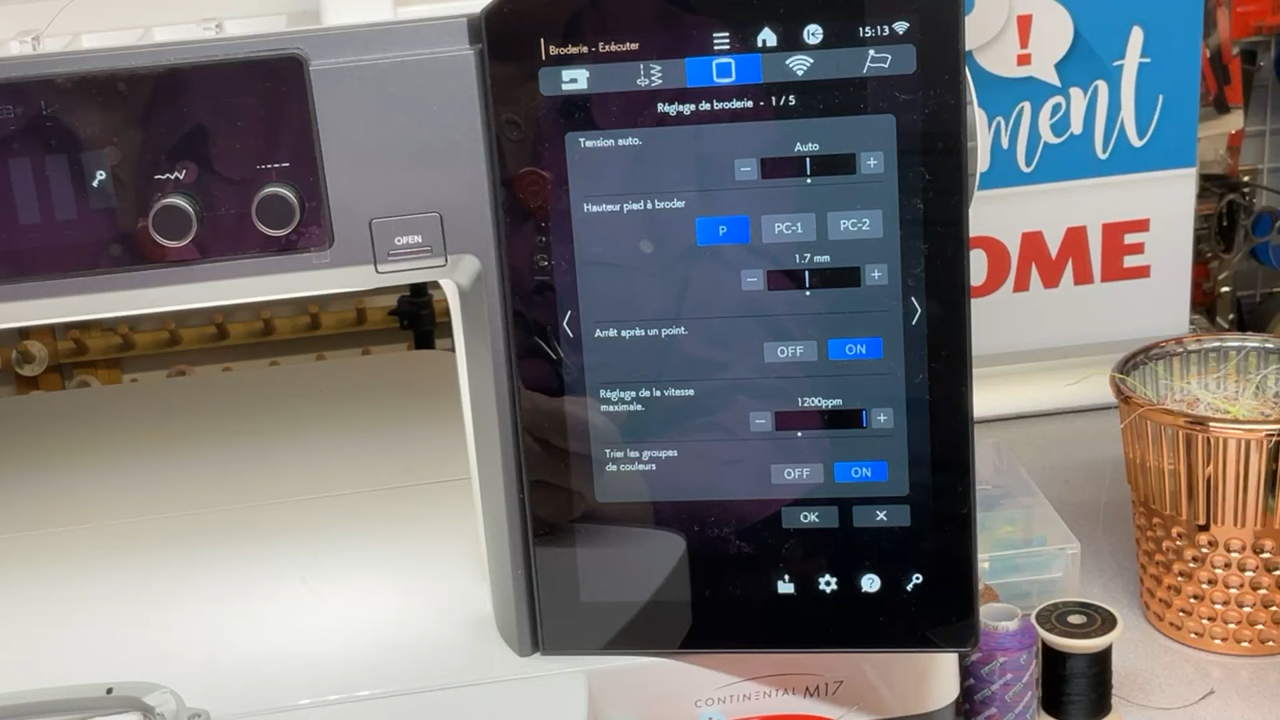 Broderie - Exécuter
15:13
Réglage de broderie - 1 / 5
Tension auto.
Auto
− +
Hauteur pied à broder
P PC-1 PC-2
1.7 mm
− +
Arrêt après un point.
OFF ON
Réglage de la vitesse
maximale.
1200ppm
− +
Trier les groupes
de couleurs
OFF ON
OK X
OPEN
CONTINENTAL M17
!
ment
OME